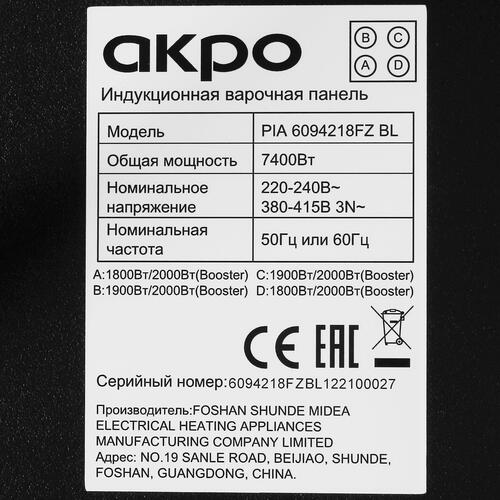 akpo
B C
A D
Индукционная варочная панель
Модель PIA 6094218FZ BL
Общая мощность 7400Вт
Номинальное напряжение 220-240В~ 380-415В 3N~
Номинальная частота 50Гц или 60Гц
A:1800Вт/2000Вт(Booster) C:1900Вт/2000Вт(Booster)
B:1900Вт/2000Вт(Booster) D:1800Вт/2000Вт(Booster)
CE EAC
Серийный номер:6094218FZBL122100027
Производитель:FOSHAN SHUNDE MIDEA
ELECTRICAL HEATING APPLIANCES
MANUFACTURING COMPANY LIMITED
Адрес: NO.19 SANLE ROAD, BEIJIAO, SHUNDE,
FOSHAN, GUANGDONG, CHINA.